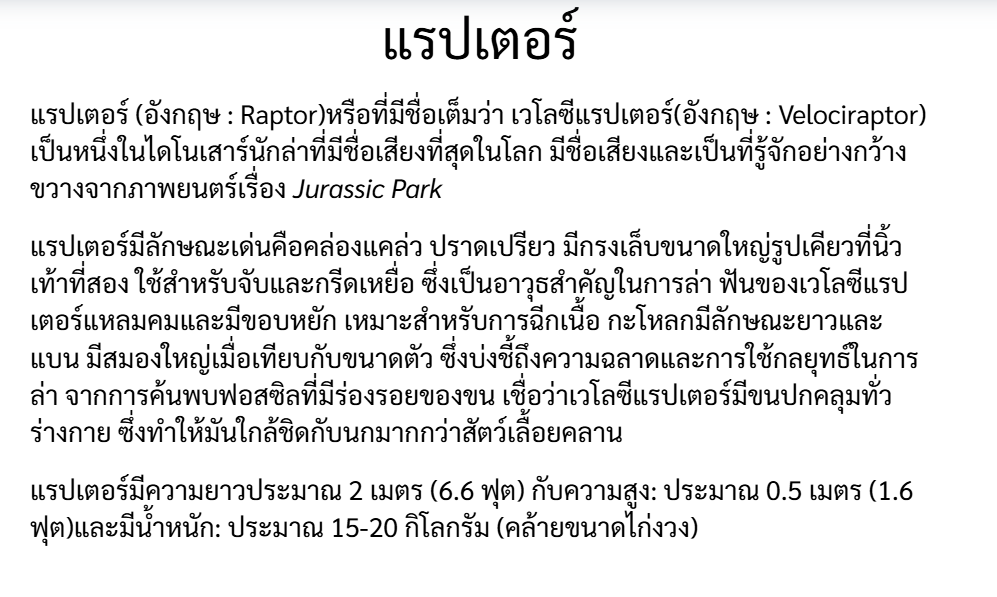 แรปเตอร์
แรปเตอร์ (อังกฤษ : Raptor)หรือที่มีชื่อเต็มว่า เวโลซีแรปเตอร์(อังกฤษ : Velociraptor)
เป็นหนึ่งในไดโนเสาร์นักล่าที่มีชื่อเสียงที่สุดในโลก มีชื่อเสียงและเป็นที่รู้จักอย่างกว้าง
ขวางจากภาพยนตร์เรื่อง Jurassic Park
แรปเตอร์มีลักษณะเด่นคือคล่องแคล่ว ปราดเปรียว มีกรงเล็บขนาดใหญ่รูปเคียวที่นิ้ว
เท้าที่สอง ใช้สำหรับจับและกรีดเหยื่อ ซึ่งเป็นอาวุธสำคัญในการล่า ฟันของเวโลซีแรป
เตอร์แหลมคมและมีขอบหยัก เหมาะสำหรับการฉีกเนื้อ กะโหลกมีลักษณะยาวและ
แบน มีสมองใหญ่เมื่อเทียบกับขนาดตัว ซึ่งบ่งชี้ถึงความฉลาดและการใช้กลยุทธ์ในการ
ล่า จากการค้นพบฟอสซิลที่มีร่องรอยของขน เชื่อว่าเวโลซีแรปเตอร์มีขนปกคลุมทั่ว
ร่างกาย ซึ่งทำให้มันใกล้ชิดกับนกมากกว่าสัตว์เลื้อยคลาน
แรปเตอร์มีความยาวประมาณ 2 เมตร (6.6 ฟุต) กับความสูง: ประมาณ 0.5 เมตร (1.6
ฟุต)และมีน้ำหนัก: ประมาณ 15-20 กิโลกรัม (คล้ายขนาดไก่งวง)